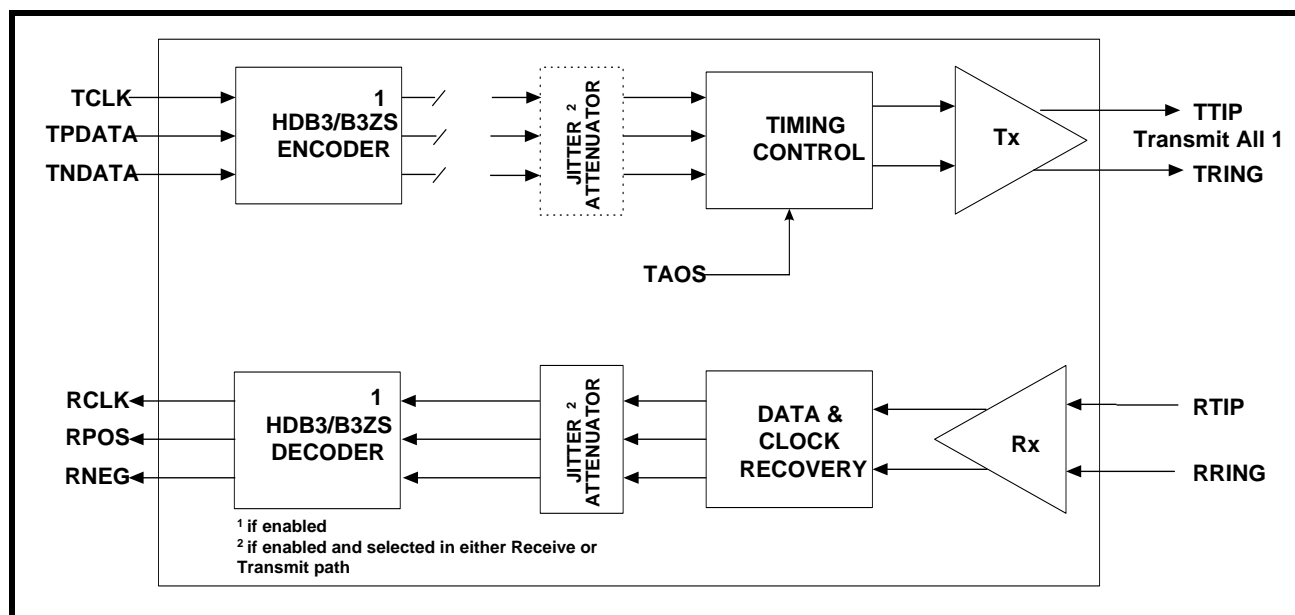 TCLK
TPDATA
TNDATA
1
HDB3/B3ZS
ENCODER
JITTER 2
ATTENUATOR
TIMING
CONTROL
Tx
TTIP
Transmit All 1
TRING
TAOS
RCLK
RPOS
RNEG
1
HDB3/B3ZS
DECODER
JITTER 2
ATTENUATOR
DATA &
CLOCK
RECOVERY
Rx
RTIP
RRING
1 if enabled
2 if enabled and selected in either Receive or
Transmit path